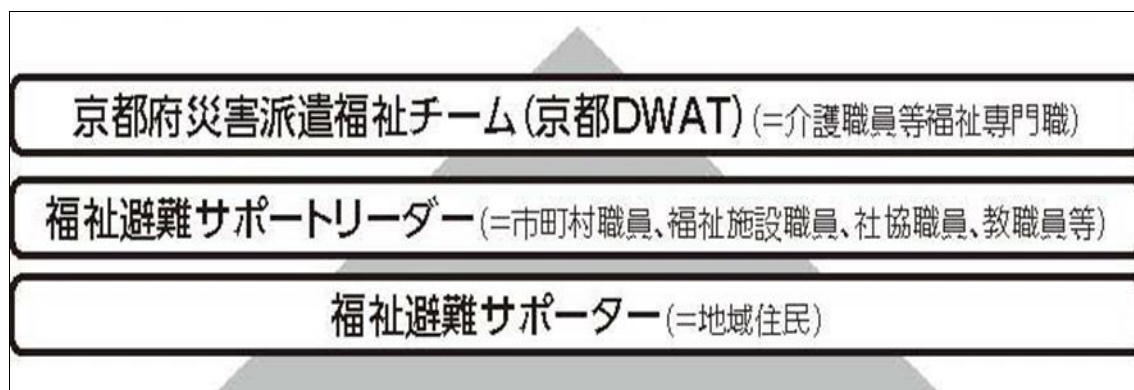 京都府災害派遣福祉チーム(京都DWAT)(=介護職員等福祉専門職)
福祉避難サポートリーダー(=市町村職員、福祉施設職員、社協職員、教職員等)
福祉避難サポーター(=地域住民)